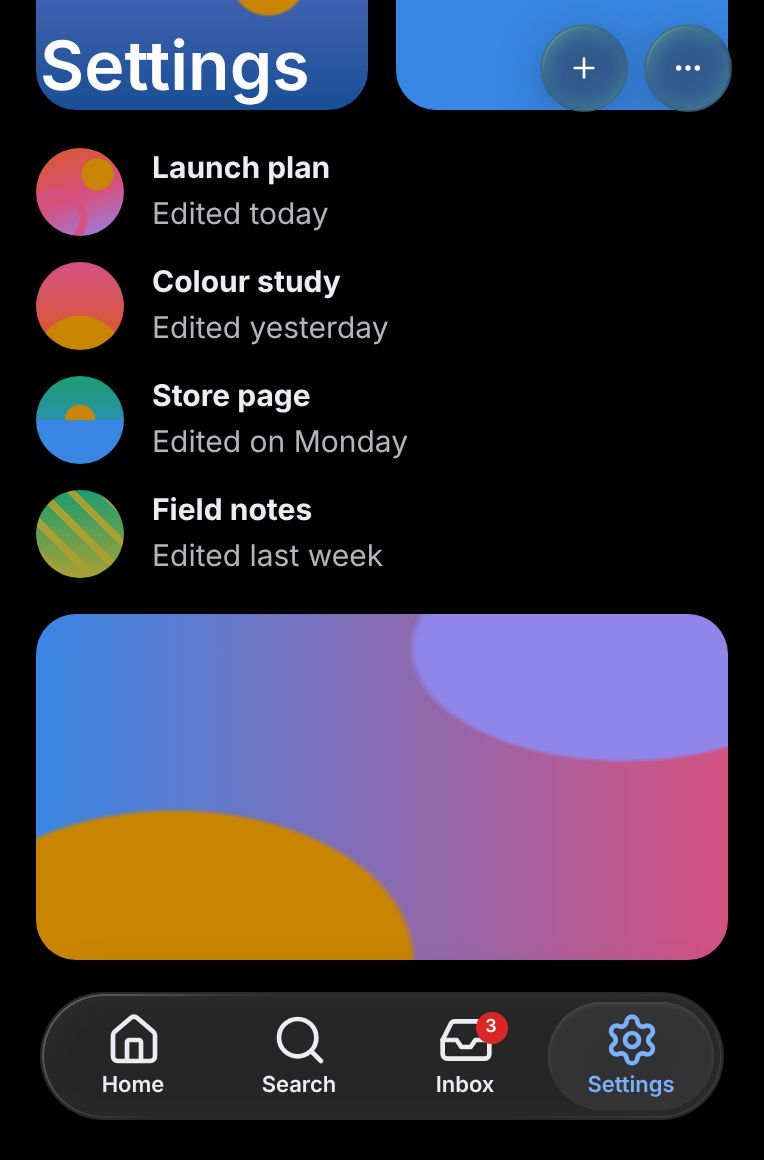 Settings
Launch plan
Edited today
Colour study
Edited yesterday
Store page
Edited on Monday
Field notes
Edited last week
3
Home
Search
Inbox
Settings